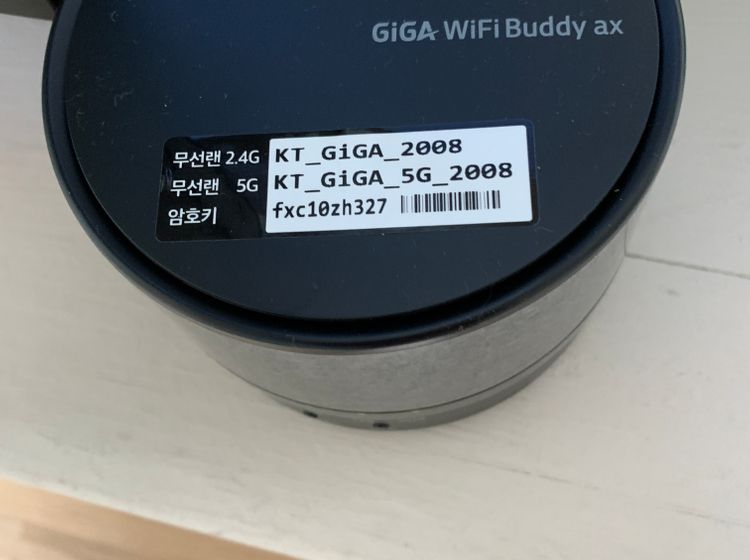 GiGA WiFi Buddy ax
무선랜 2.4G KT_GiGA_2008
무선랜 5G KT_GiGA_5G_2008
암호키 fxc10zh327